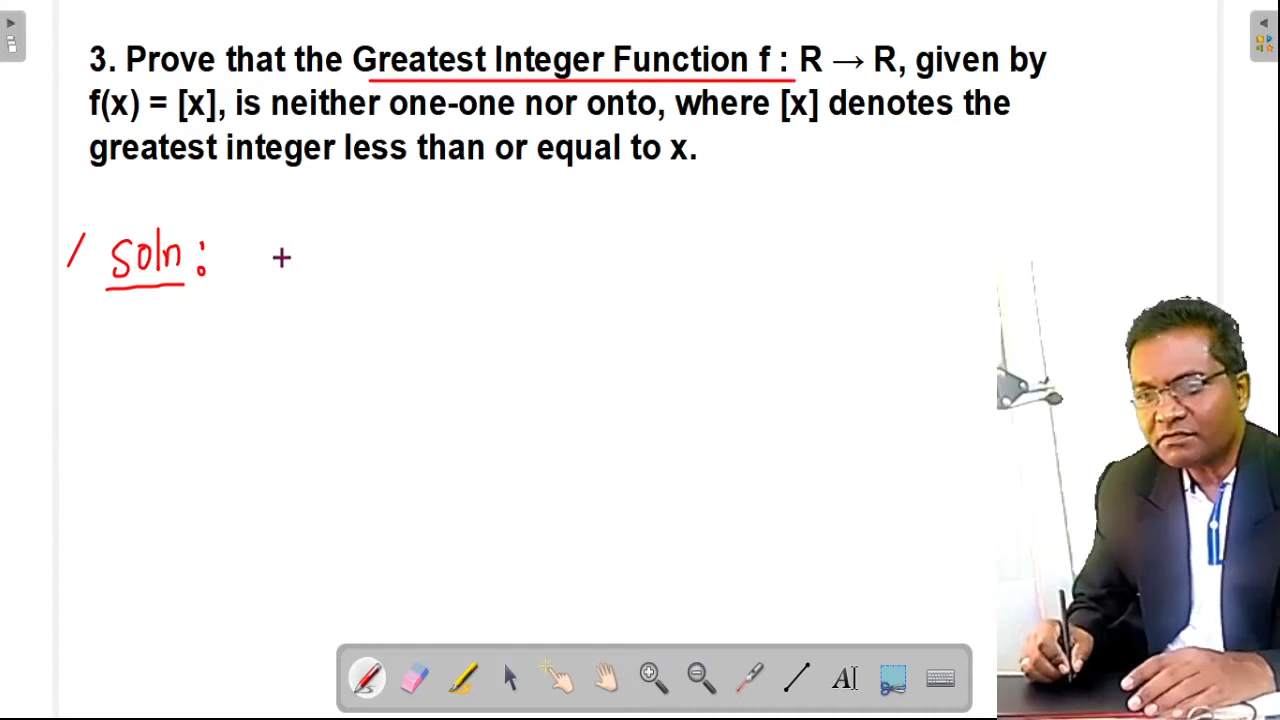 3. Prove that the Greatest Integer Function f : R → R, given by
f(x) = [x], is neither one-one nor onto, where [x] denotes the
greatest integer less than or equal to x.
/ soln: